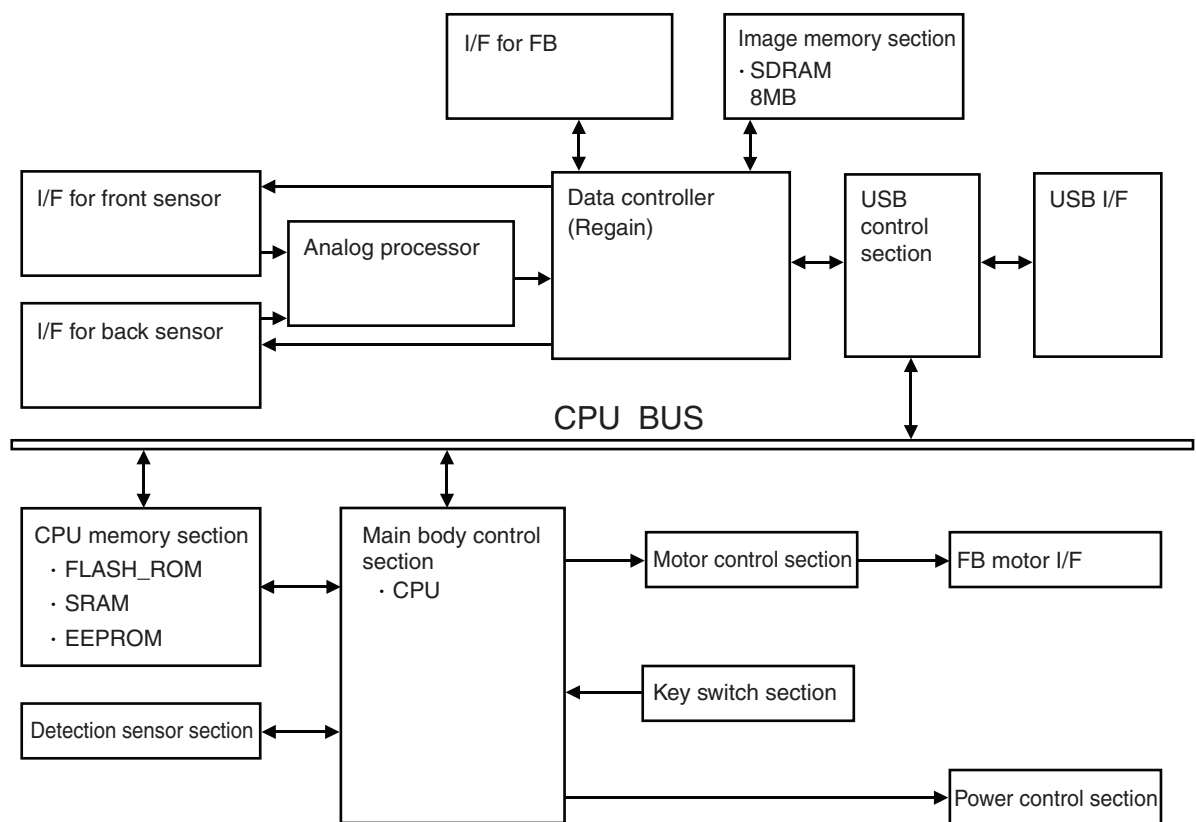 I/F for FB
Image memory section
· SDRAM
8MB
I/F for front sensor
Analog processor
Data controller
(Regain)
USB
control
section
USB I/F
I/F for back sensor
CPU BUS
CPU memory section
· FLASH_ROM
· SRAM
· EEPROM
Main body control
section
· CPU
Motor control section
FB motor I/F
Key switch section
Detection sensor section
Power control section